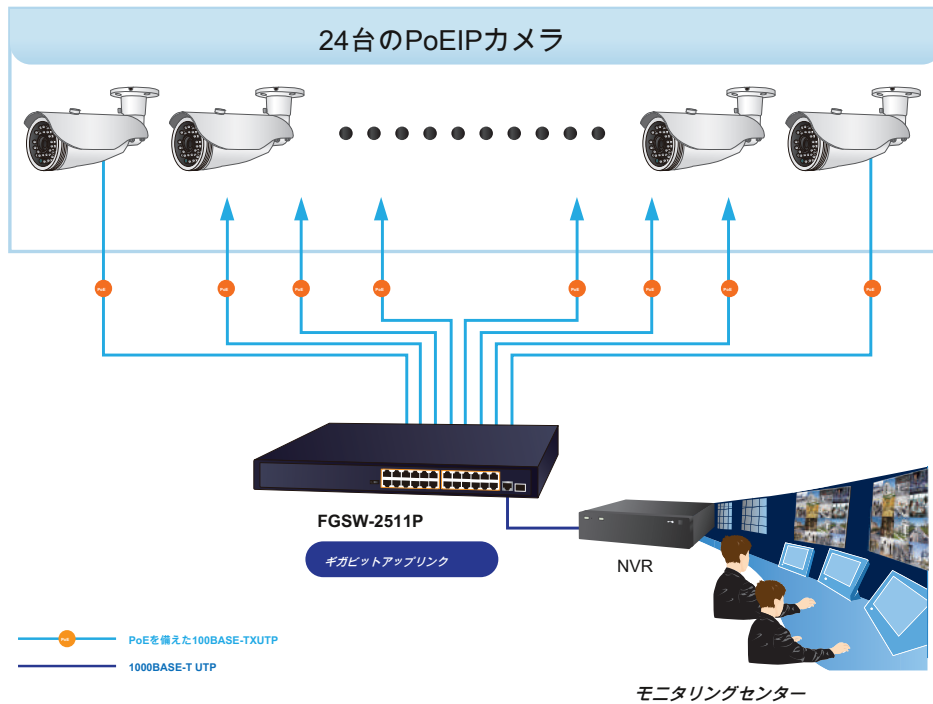 24台のPoEIPカメラ
PoE PoE PoE PoE PoE PoE PoE PoE
FGSW-2511P
ギガビットアップリンク
NVR
PoE PoEを備えた100BASE-TXUTP
1000BASE-T UTP
モニタリングセンター